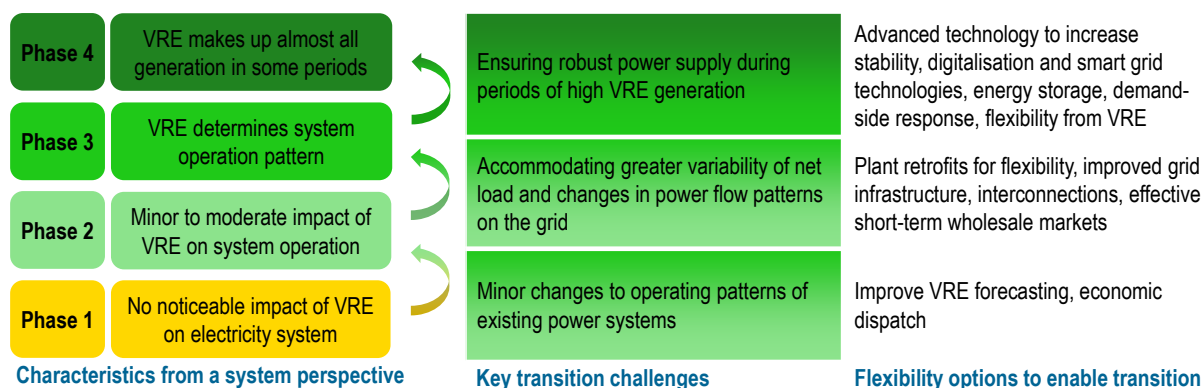 Phase 4
VRE makes up almost all
generation in some periods
Phase 3
VRE determines system
operation pattern
Phase 2
Minor to moderate impact of
VRE on system operation
Phase 1
No noticeable impact of VRE
on electricity system
Characteristics from a system perspective
Ensuring robust power supply during
periods of high VRE generation
Accommodating greater variability of net
load and changes in power flow patterns
on the grid
Minor changes to operating patterns of
existing power systems
Key transition challenges
Advanced technology to increase
stability, digitalisation and smart grid
technologies, energy storage, demand-
side response, flexibility from VRE
Plant retrofits for flexibility, improved grid
infrastructure, interconnections, effective
short-term wholesale markets
Improve VRE forecasting, economic
dispatch
Flexibility options to enable transition